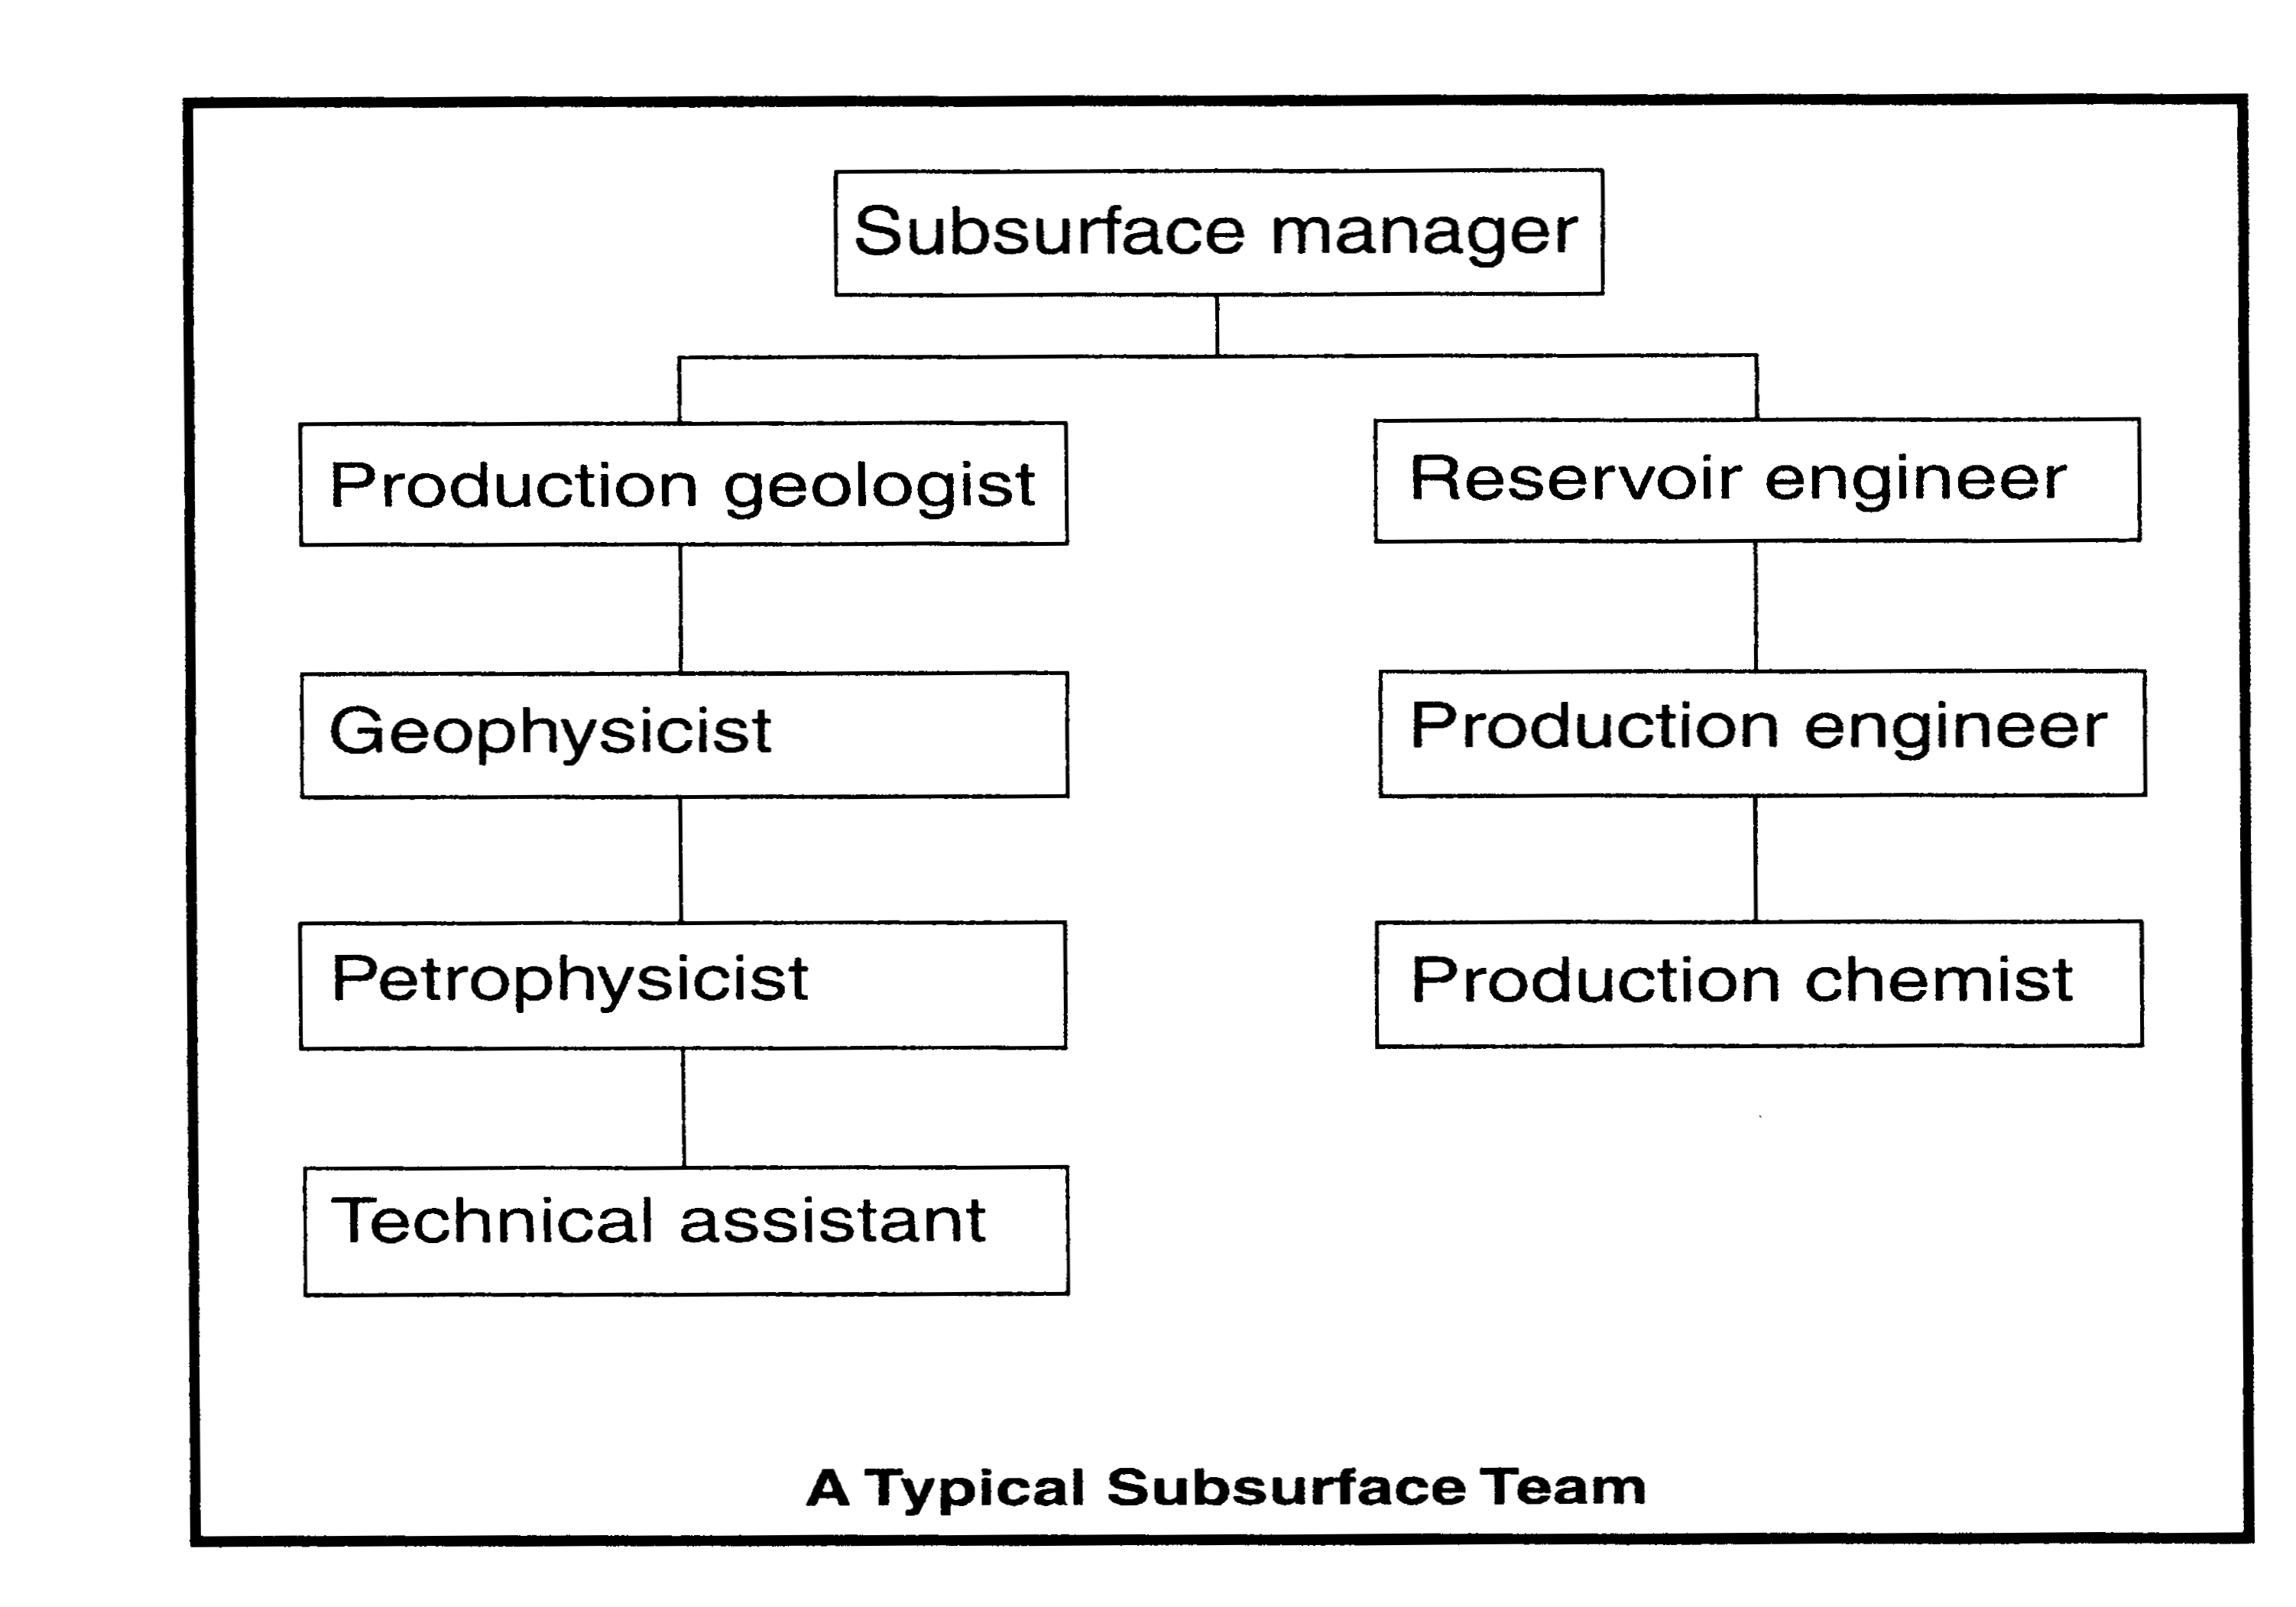 Subsurface manager
Production geologist
Reservoir engineer
Geophysicist
Production engineer
Petrophysicist
Production chemist
Technical assistant
A Typical Subsurface Team